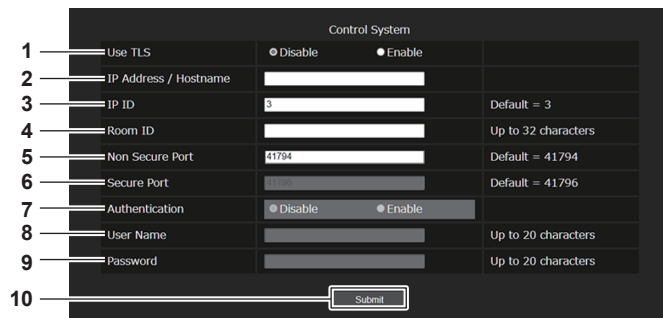 Control System
1 Use TLS Disable Enable
2 IP Address / Hostname
3 IP ID 3 Default = 3
4 Room ID Up to 32 characters
5 Non Secure Port 41794 Default = 41794
6 Secure Port 41796 Default = 41796
7 Authentication Disable Enable
8 User Name Up to 20 characters
9 Password Up to 20 characters
10 Submit